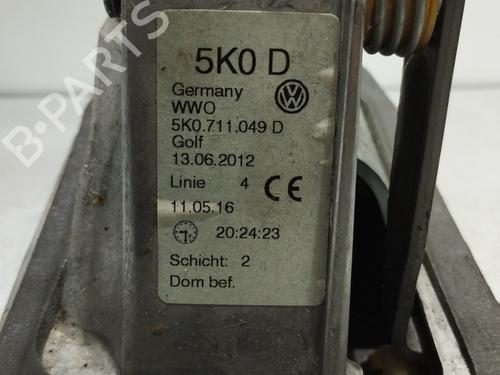 5K0 D
Germany
WWO
5K0.711.049 D
Golf
13.06.2012
Linie 4 CE
11.05.16
20:24:23
Schicht: 2
Dom bef.
B-PARTS